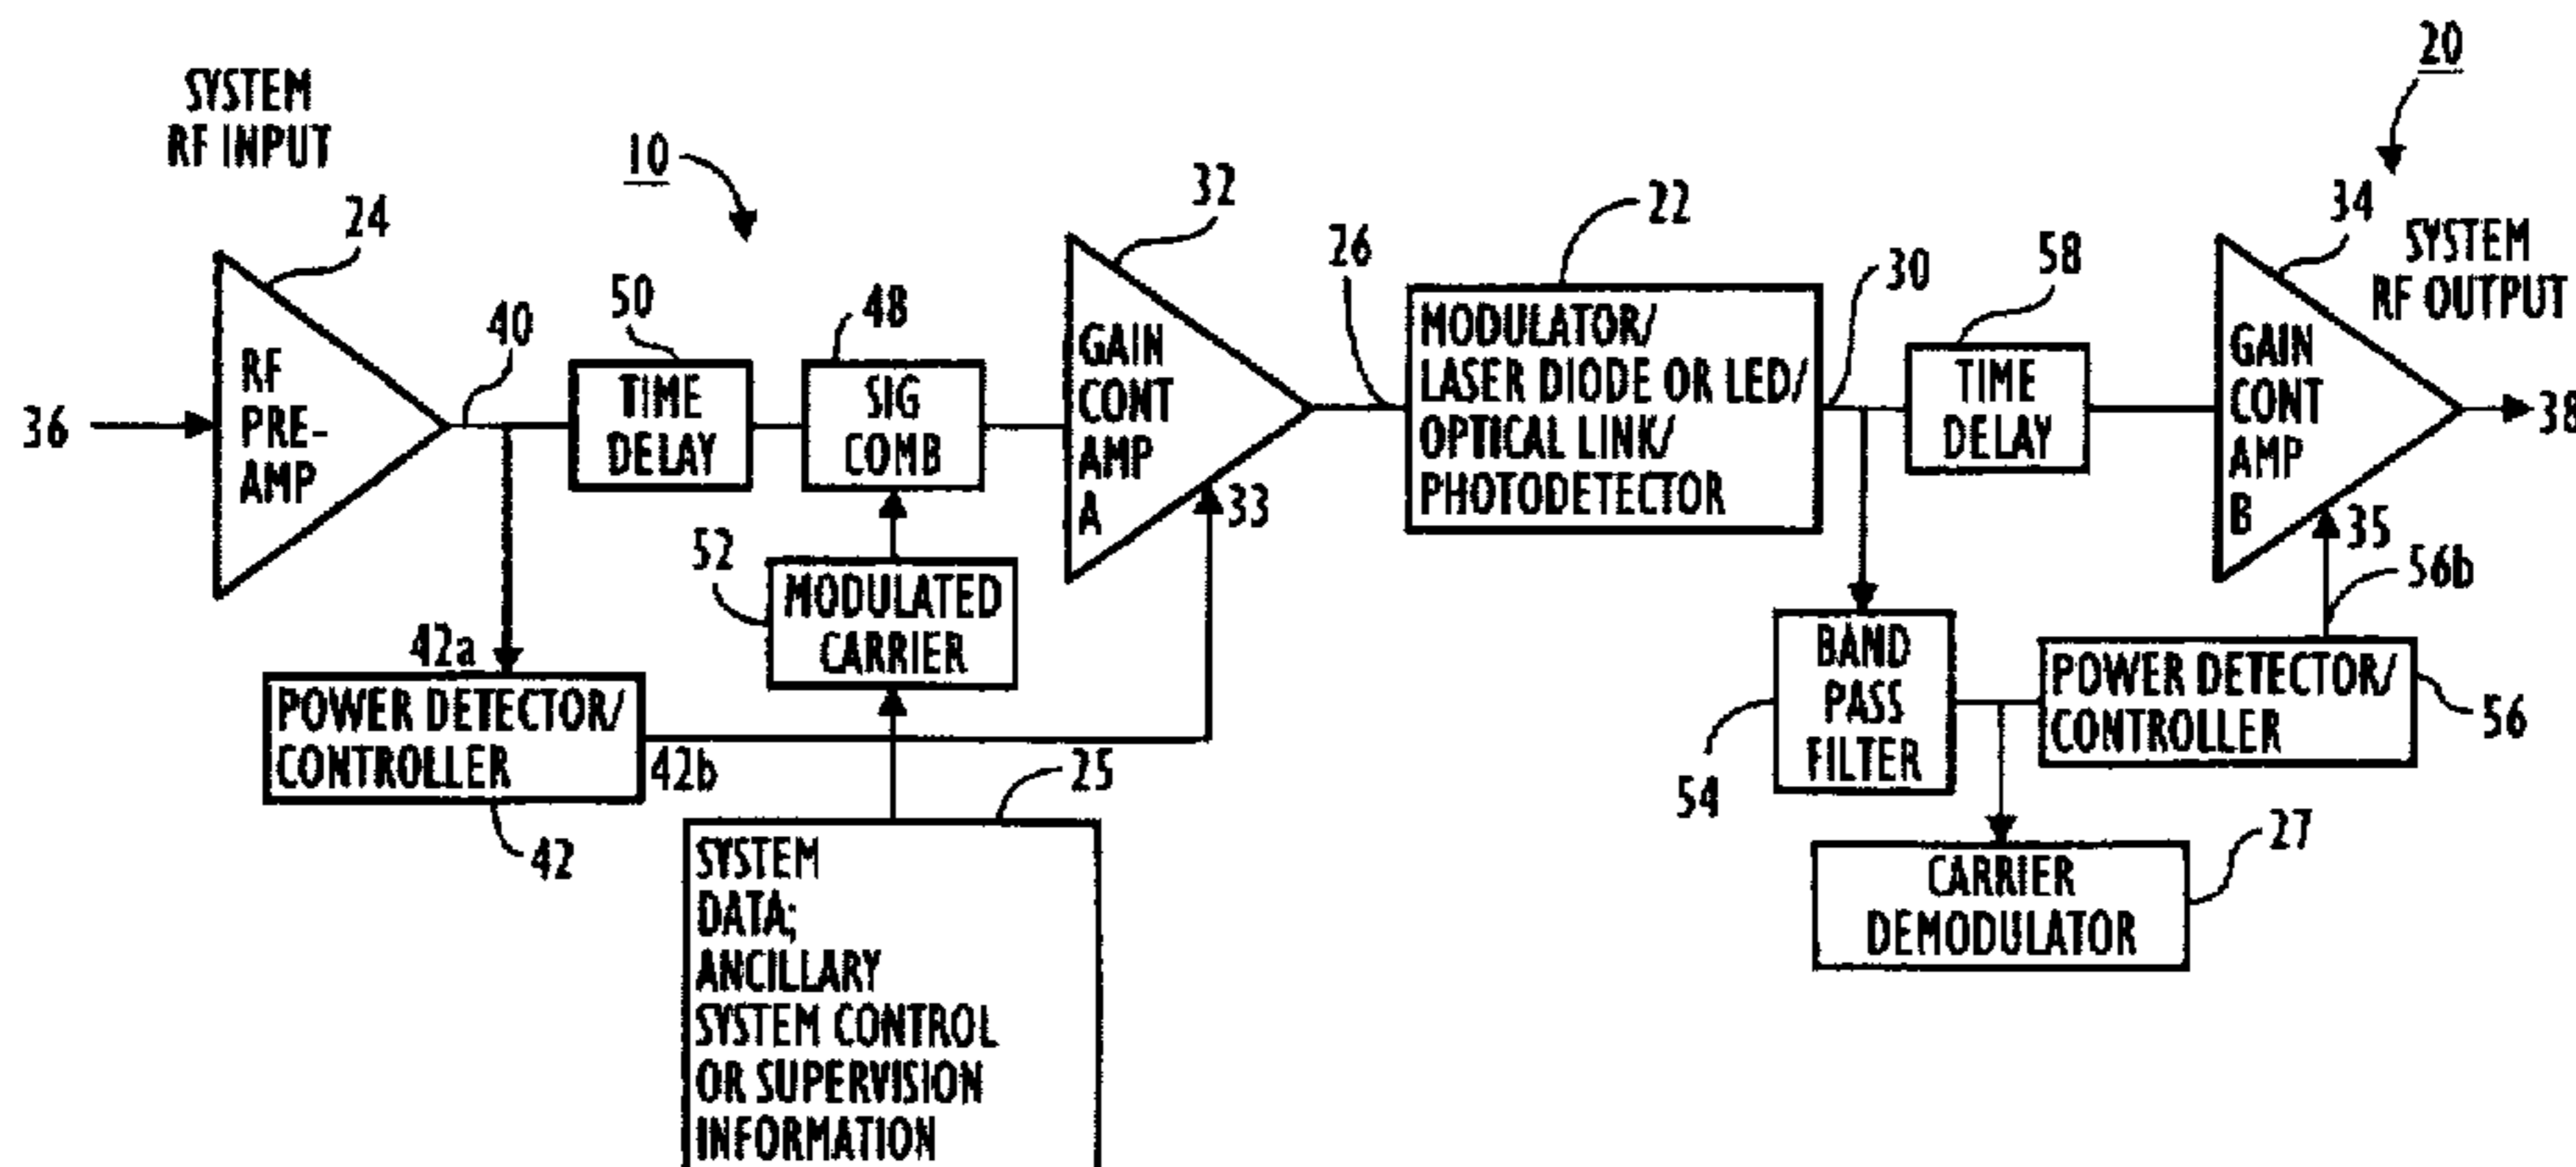 SYSTEM
RF INPUT
20
10
24
32
22
34
SYSTEM
RF OUTPUT
26
30
58
40
50
48
36
RF
PRE-
AMP
TIME
DELAY
SIG
COMB
GAIN
CONT
AMP
A
33
MODULATOR/
LASER DIODE OR LED/
OPTICAL LINK/
PHOTODETECTOR
TIME
DELAY
GAIN
CONT
AMP
B
38
35
56b
52
MODULATED
CARRIER
42a
POWER DETECTOR/
CONTROLLER
42b
42
BAND
PASS
FILTER
54
POWER DETECTOR/
CONTROLLER
56
25
SYSTEM
DATA;
ANCILLARY
SYSTEM CONTROL
OR SUPERVISION
INFORMATION
27
CARRIER
DEMODULATOR